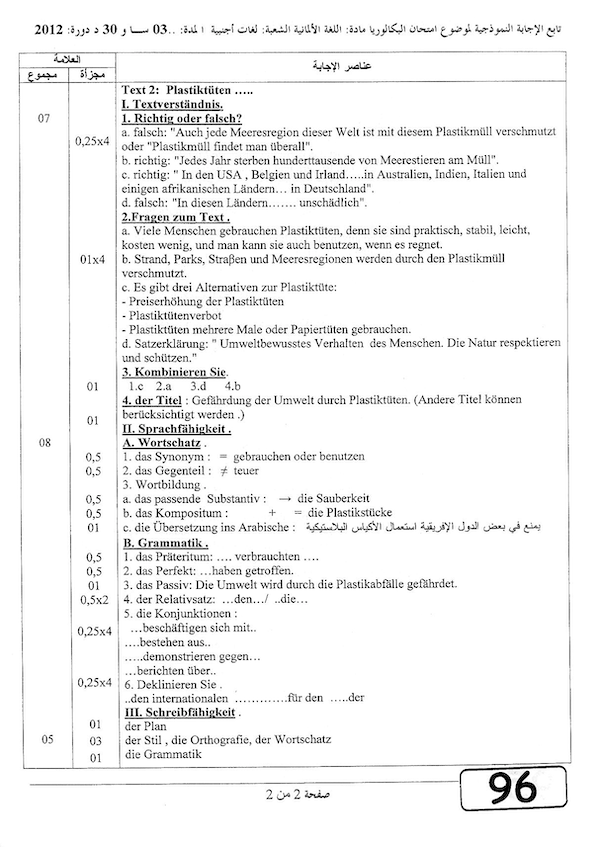 تابع الإجابة النموذجية لموضوع امتحان البكالوريا مادة: اللغة الألمانية الشعبة: لغات أجنبية المدة: ..03 سا و 30 د دورة: 2012
العلامة
عناصر الإجابة
مجموع مجزأة
Text 2: Plastiktüten …..
I. Textverständnis.
07
1. Richtig oder falsch?
a. falsch: "Auch jede Meeresregion dieser Welt ist mit diesem Plastikmüll verschmutzt
0,25x4
oder "Plastikmüll findet man überall".
b. richtig: "Jedes Jahr sterben hunderttausende von Meerestieren am Müll".
c. richtig: " In den USA , Belgien und Irland…..in Australien, Indien, Italien und
einigen afrikanischen Ländern… in Deutschland".
d. falsch: "In diesen Ländern……. unschädlich".
2.Fragen zum Text .
a. Viele Menschen gebrauchen Plastiktüten, denn sie sind praktisch, stabil, leicht,
kosten wenig, und man kann sie auch benutzen, wenn es regnet.
01x4
b. Strand, Parks, Straßen und Meeresregionen werden durch den Plastikmüll
verschmutzt.
c. Es gibt drei Alternativen zur Plastiktüte:
- Preiserhöhung der Plastiktüten
- Plastiktütenverbot
- Plastiktüten mehrere Male oder Papiertüten gebrauchen.
d. Satzerklärung: " Umweltbewusstes Verhalten des Menschen. Die Natur respektieren
und schützen."
3. Kombinieren Sie.
01
1.c 2.a 3.d 4.b
4. der Titel : Gefährdung der Umwelt durch Plastiktüten. (Andere Titel können
01
berücksichtigt werden .)
II. Sprachfähigkeit .
08
A. Wortschatz .
0,5
1. das Synonym : = gebrauchen oder benutzen
0,5
2. das Gegenteil : ≠ teuer
3. Wortbildung .
0,5
a. das passende Substantiv : → die Sauberkeit
0,5
b. das Kompositum : + = die Plastikstücke
01
c. die Übersetzung ins Arabische : يمنع في بعض الدول الإفريقية استعمال الأكياس البلاستيكية
B. Grammatik .
0,5
1. das Präteritum: …. verbrauchten ….
0,5
2. das Perfekt: …haben getroffen.
01
3. das Passiv: Die Umwelt wird durch die Plastikabfälle gefährdet.
0,5x2
4. der Relativsatz: …den…/ ..die…
5. die Konjunktionen :
0,25x4
…beschäftigen sich mit..
….bestehen aus..
…..demonstrieren gegen…
…berichten über..
0,25x4
6. Deklinieren Sie .
..den internationalen ………….für den …..der
III. Schreibfähigkeit .
01
der Plan
05
03
der Stil , die Orthografie, der Wortschatz
01
die Grammatik
صفحة 2 من 2
96